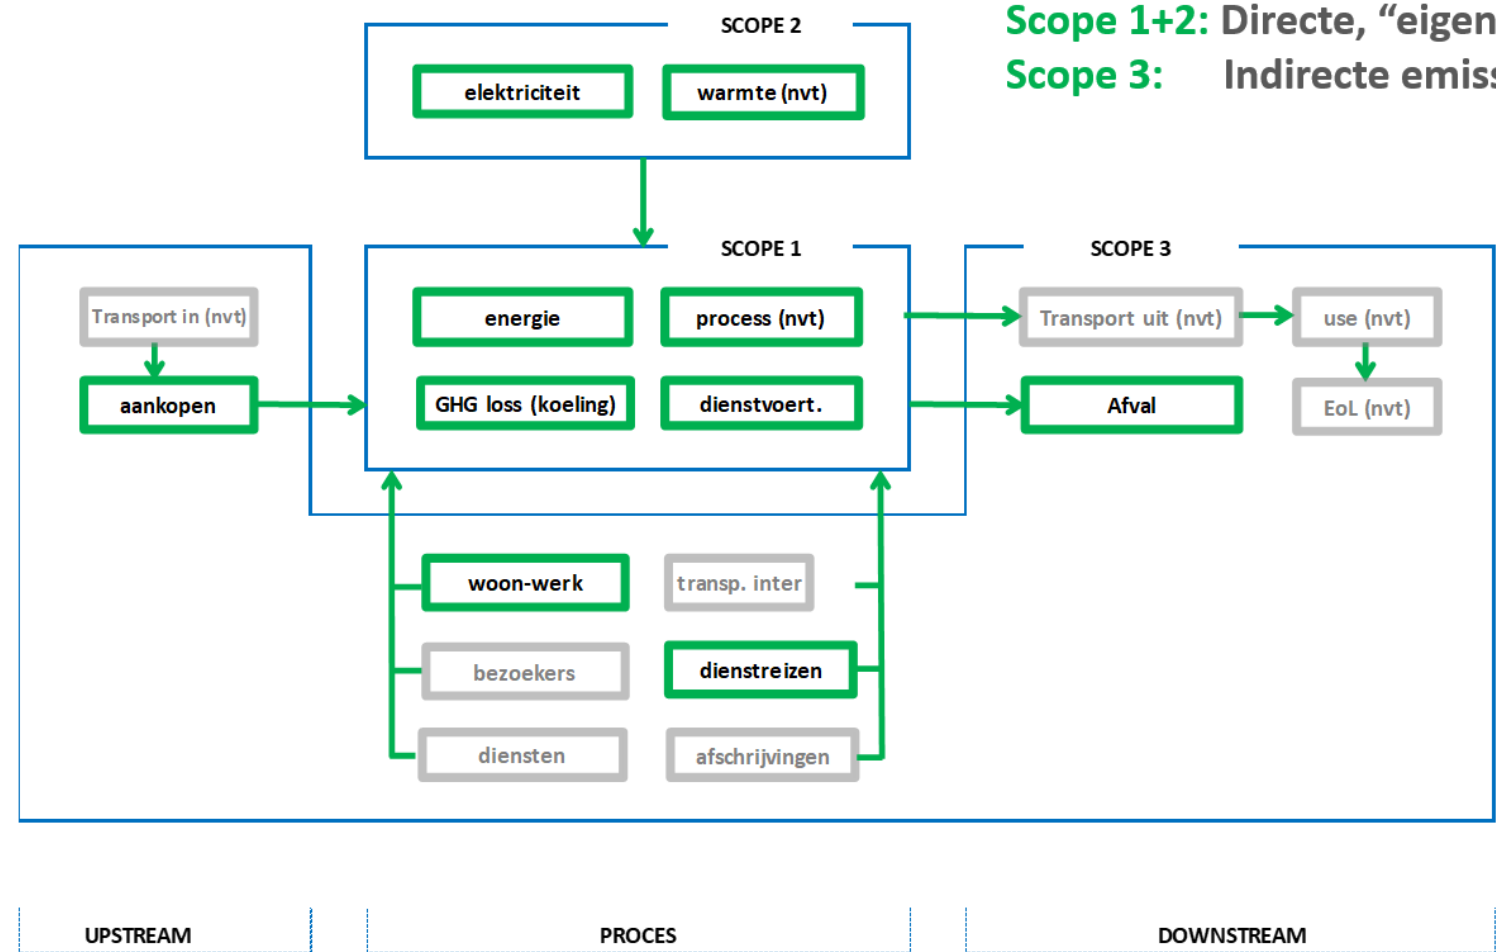 SCOPE 2
Scope 1+2: Directe, “eigen
Scope 3: Indirecte emiss
elektriciteit
warmte (nvt)
SCOPE 1
SCOPE 3
Transport in (nvt)
energie
process (nvt)
Transport uit (nvt)
use (nvt)
aankopen
GHG loss (koeling)
dienstvoert.
Afval
EoL (nvt)
woon-werk
transp. inter
bezoekers
dienstreizen
diensten
afschrijvingen
UPSTREAM
PROCES
DOWNSTREAM